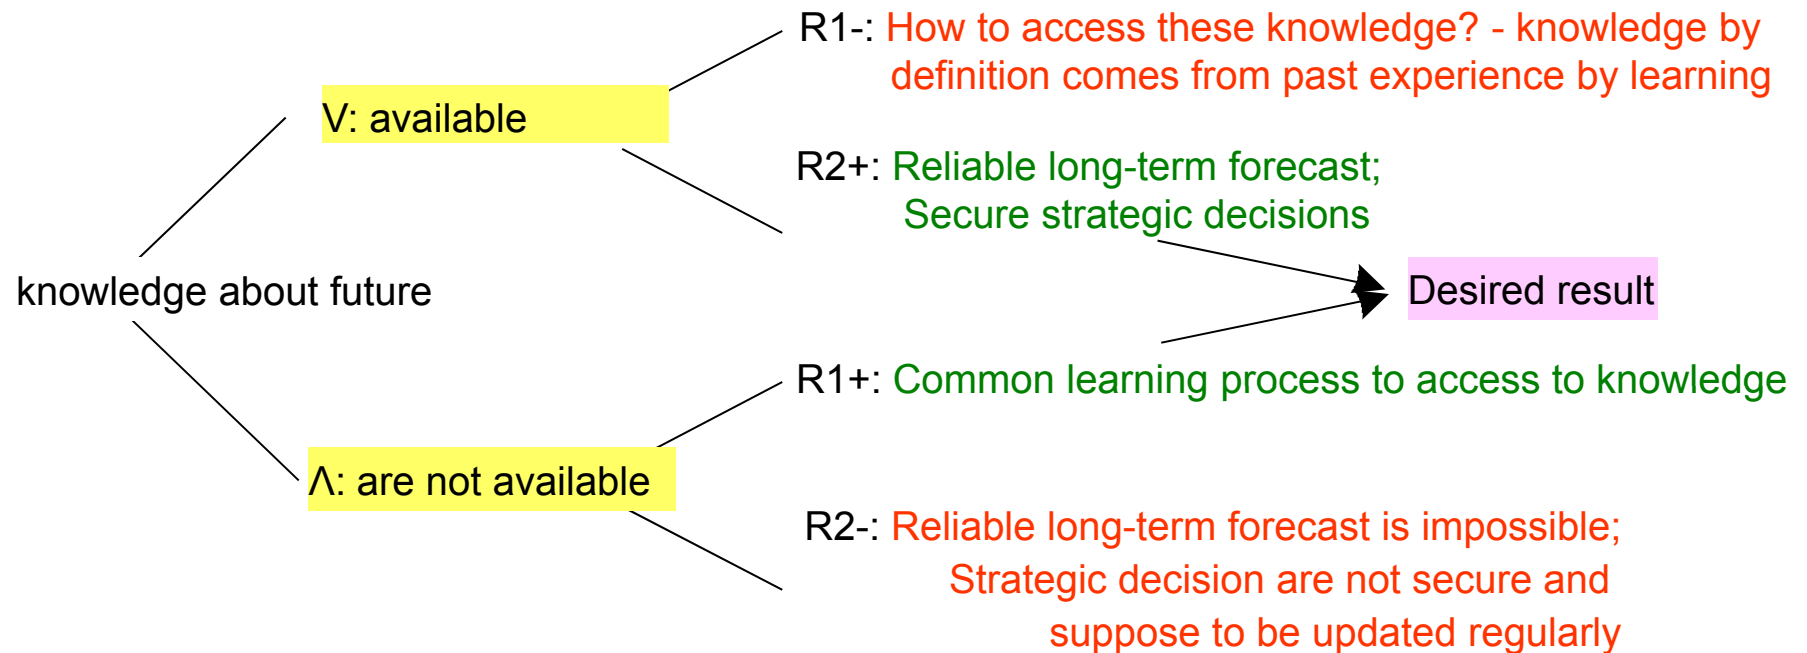 R1-: How to access these knowledge? - knowledge by
definition comes from past experience by learning
V: available
R2+: Reliable long-term forecast;
Secure strategic decisions
knowledge about future
Desired result
R1+: Common learning process to access to knowledge
Λ: are not available
R2-: Reliable long-term forecast is impossible;
Strategic decision are not secure and
suppose to be updated regularly